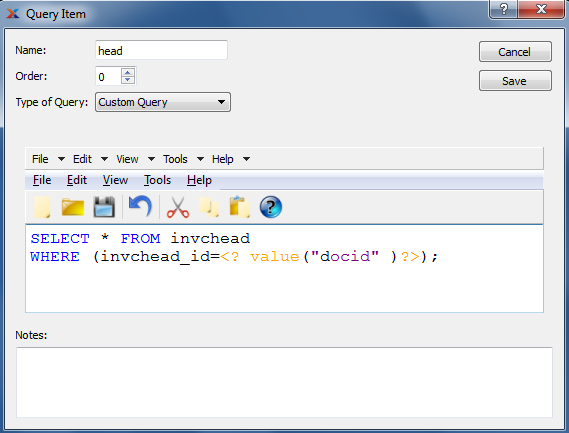 Query Item
Name: head
Cancel
Order: 0
Save
Type of Query: Custom Query
File Edit View Tools Help
File Edit View Tools Help
SELECT * FROM invchead
WHERE (invchead_id=<? value("docid" )?>);
Notes: